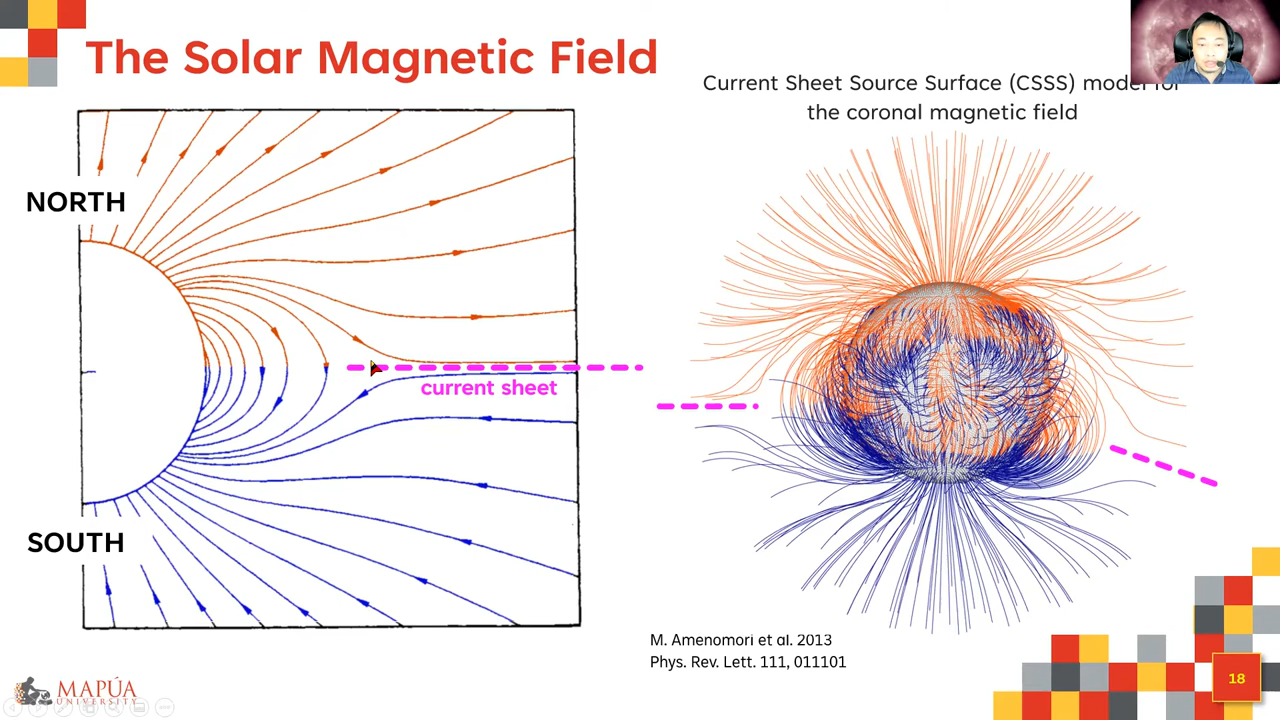 The Solar Magnetic Field
Current Sheet Source Surface (CSSS) model for
the coronal magnetic field
NORTH
current sheet
SOUTH
M. Amenomori et al. 2013
Phys. Rev. Lett. 111, 011101
MAPÚA
UNIVERSITY
18